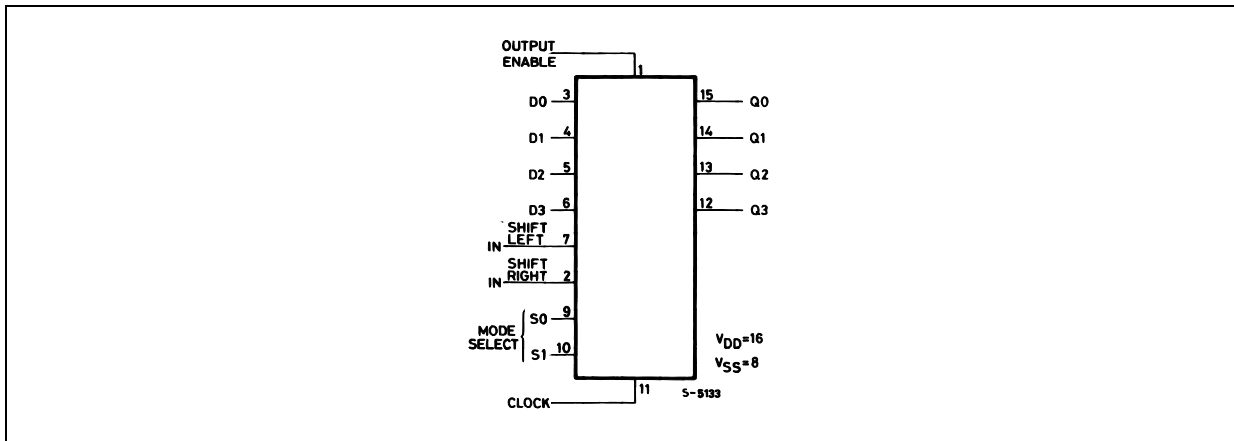 OUTPUT
ENABLE
1
D0 3
15 Q0
D1 4
14 Q1
D2 5
13 Q2
D3 6
12 Q3
SHIFT
LEFT
IN 7
SHIFT
RIGHT
IN 2
MODE
SELECT
S0 9
S1 10
VDD=16
VSS=8
11
S-5133
CLOCK